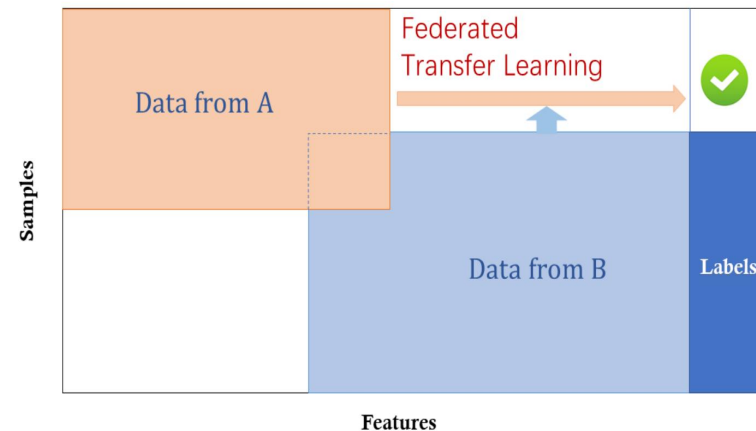 Federated
Transfer Learning
Data from A
Samples
Data from B
Labels
Features